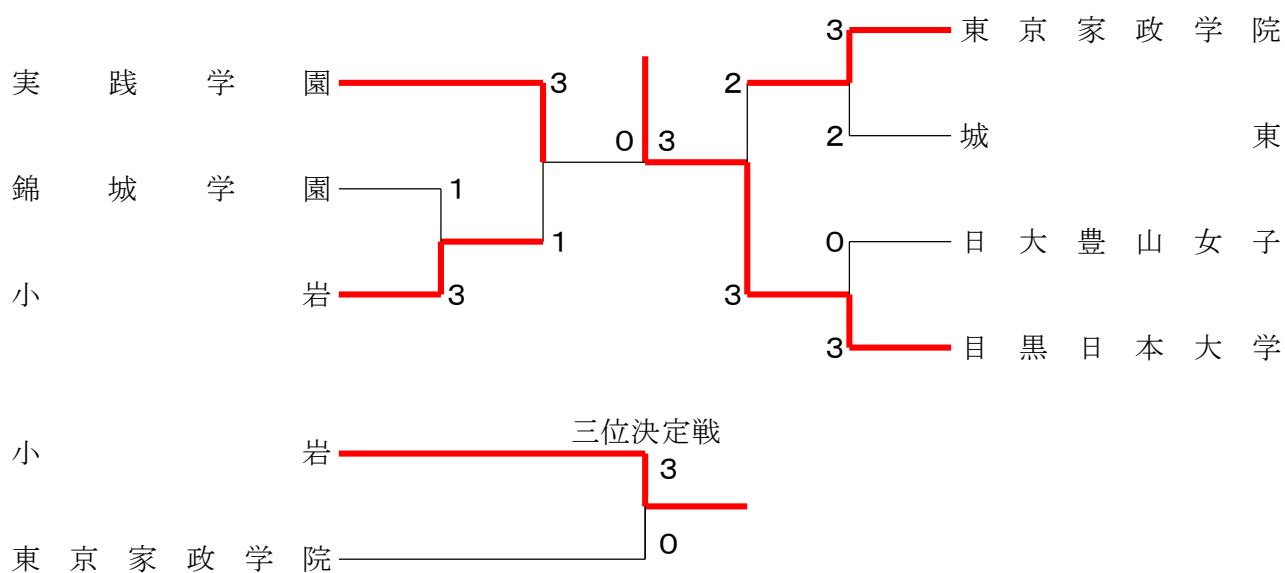 3 東京家政学院
実践学園 3 2
0 3 2 城東
錦城学園 1
1 0 日大豊山女子
小岩 3 3
3 目黒日本大学
三位決定戦
小岩 3
東京家政学院 0